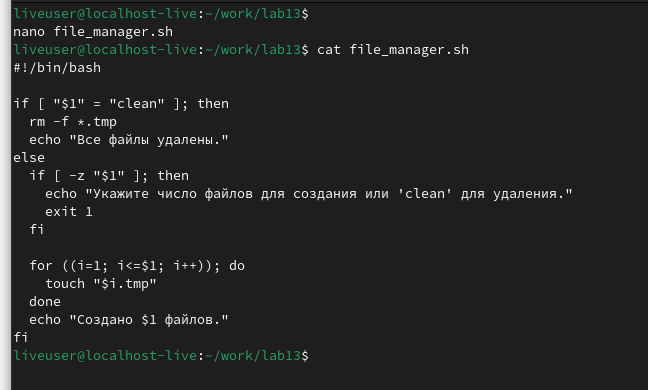 liveuser@localhost-live:~/work/lab13$
nano file_manager.sh
liveuser@localhost-live:~/work/lab13$ cat file_manager.sh
#!/bin/bash

if [ "$1" = "clean" ]; then
  rm -f *.tmp
  echo "Все файлы удалены."
else
  if [ -z "$1" ]; then
    echo "Укажите число файлов для создания или 'clean' для удаления."
    exit 1
  fi

  for ((i=1; i<=$1; i++)); do
    touch "$i.tmp"
  done
  echo "Создано $1 файлов."
fi
liveuser@localhost-live:~/work/lab13$